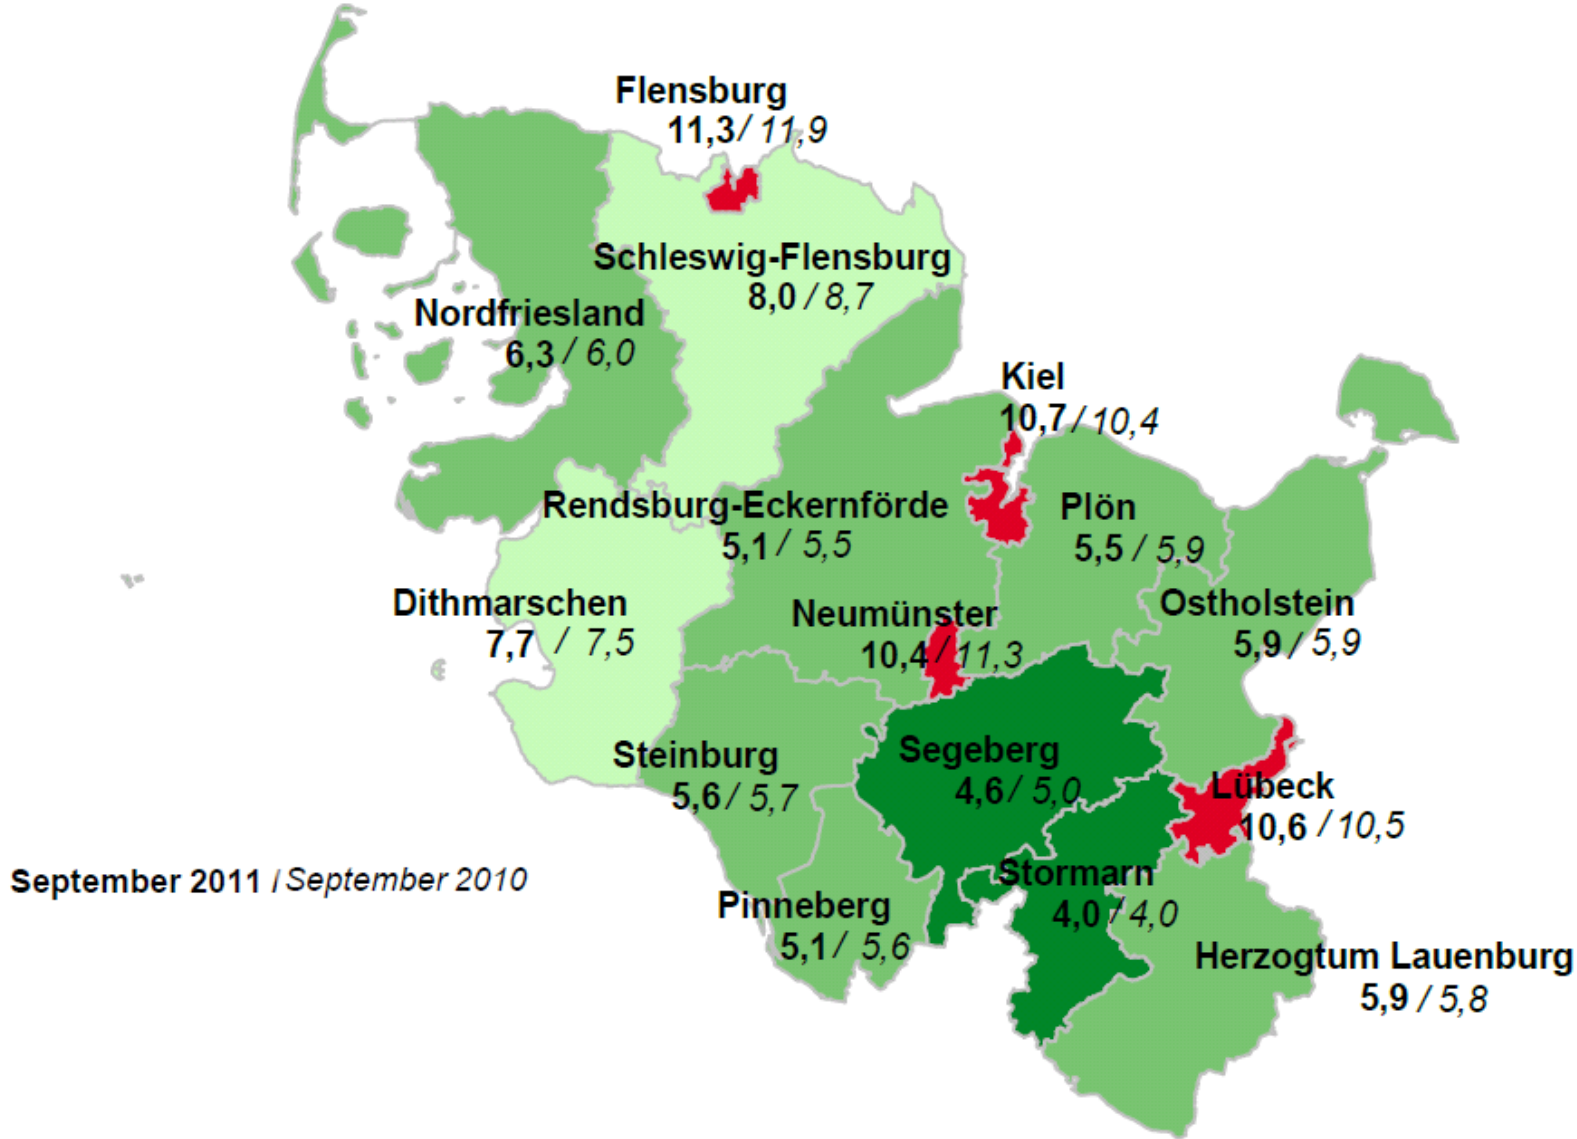 Flensburg
11,3 / 11,9
Schleswig-Flensburg
8,0 / 8,7
Nordfriesland
6,3 / 6,0
Kiel
10,7 / 10,4
Rendsburg-Eckernförde
5,1 / 5,5
Plön
5,5 / 5,9
Dithmarschen
7,7 / 7,5
Neumünster
10,4 / 11,3
Ostholstein
5,9 / 5,9
Steinburg
5,6 / 5,7
Segeberg
4,6 / 5,0
Lübeck
10,6 / 10,5
September 2011 / September 2010
Stormarn
4,0 / 4,0
Pinneberg
5,1 / 5,6
Herzogtum Lauenburg
5,9 / 5,8